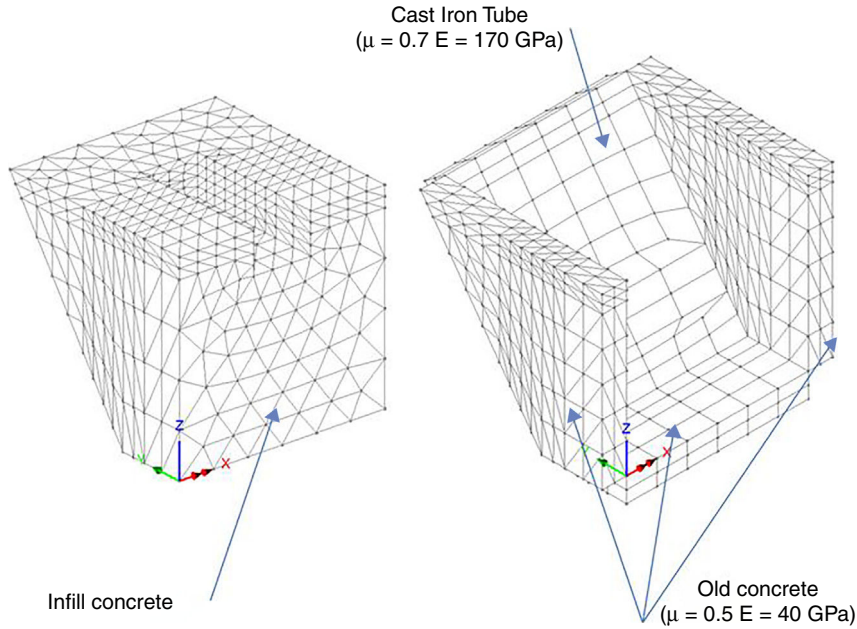 Cast Iron Tube
(μ = 0.7 E = 170 GPa)
Z
Y
X
Z
Y
X
Infill concrete
Old concrete
(μ = 0.5 E = 40 GPa)